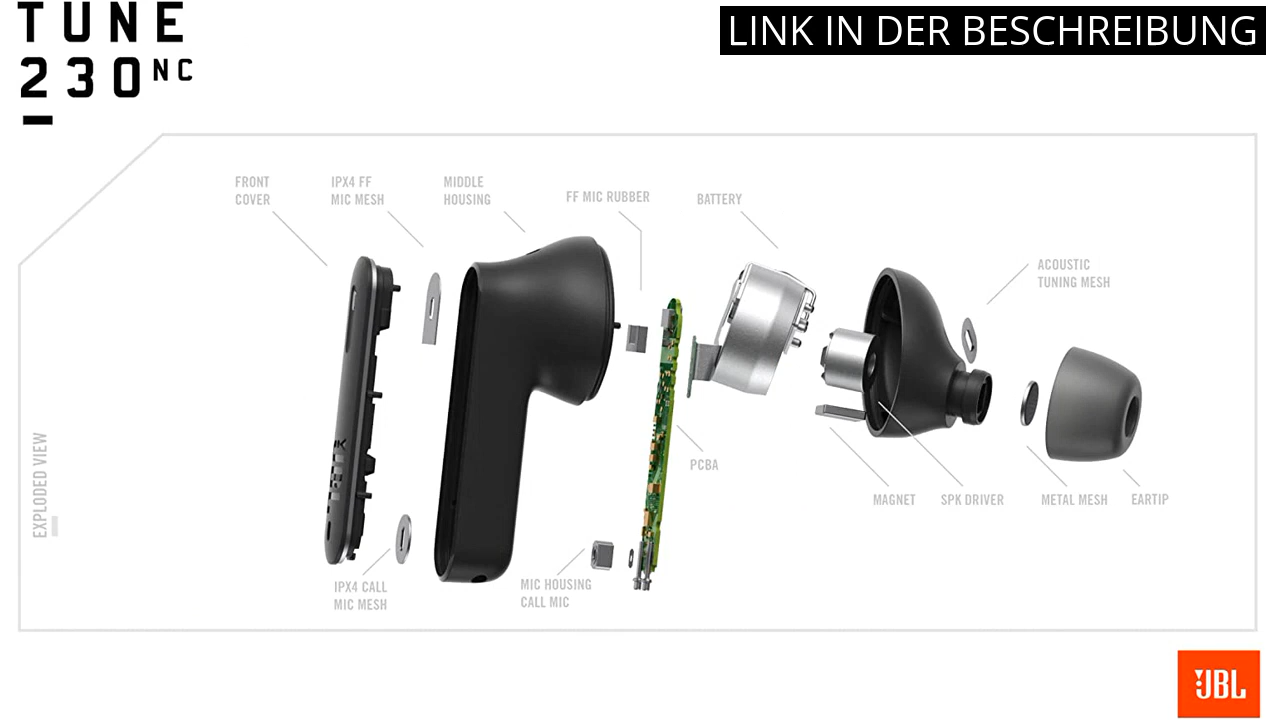 TUNE
230NC
LINK IN DER BESCHREIBUNG
FRONT
COVER
IPX4 FF
MIC MESH
MIDDLE
HOUSING
FF MIC RUBBER
BATTERY
ACOUSTIC
TUNING MESH
EXPLODED VIEW
PCBA
MAGNET
SPK DRIVER
METAL MESH
EARTIP
IPX4 CALL
MIC MESH
MIC HOUSING
CALL MIC
JBL